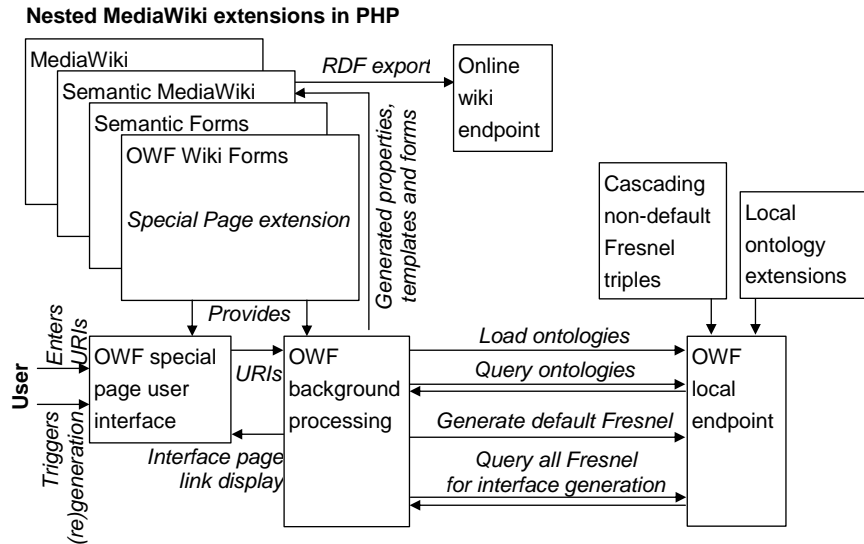 Nested MediaWiki extensions in PHP
MediaWiki
Semantic MediaWiki
Semantic Forms
OWF Wiki Forms
Special Page extension
RDF export
Online
wiki
endpoint
Generated properties,
templates and forms
Cascading
non-default
Fresnel
triples
Local
ontology
extensions
Provides
User
Enters
URIs
Triggers
(re)generation
OWF special
page user
interface
URIs
Interface page
link display
OWF
background
processing
Load ontologies
Query ontologies
Generate default Fresnel
Query all Fresnel
for interface generation
OWF
local
endpoint